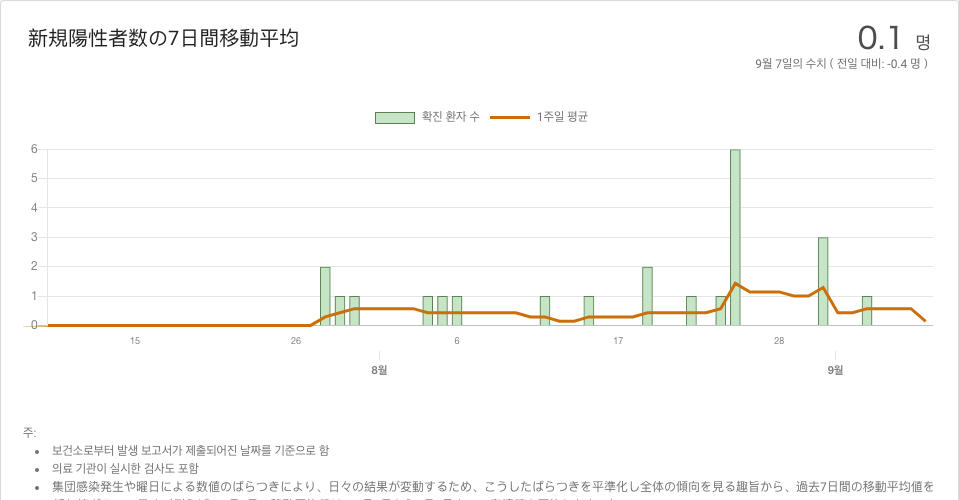 新規陽性者数の7日間移動平均
0.1 名
9월 7일의 수치 ( 전일 대비: -0.4 명 )
확진 환자 수 1주일 평균
6
5
4
3
2
1
0
15 26 6 17 28
8월 9월
주:
보건소로부터 발생 보고서가 제출되어진 날짜를 기준으로 함
의료 기관이 실시한 검사도 포함
集団感染発生や曜日による数値のばらつきにより、日々の結果が変動するため、こうしたばらつきを平準化し全体の傾向を見る趣旨から、過去7日間の移動平均値を